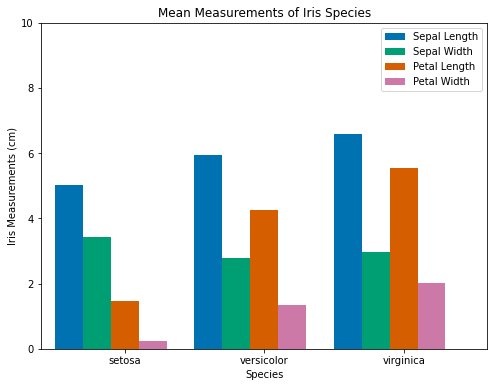 Mean Measurements of Iris Species
Sepal Length
Sepal Width
Petal Length
Petal Width
Iris Measurements (cm)
10
8
6
4
2
0
setosa
versicolor
virginica
Species